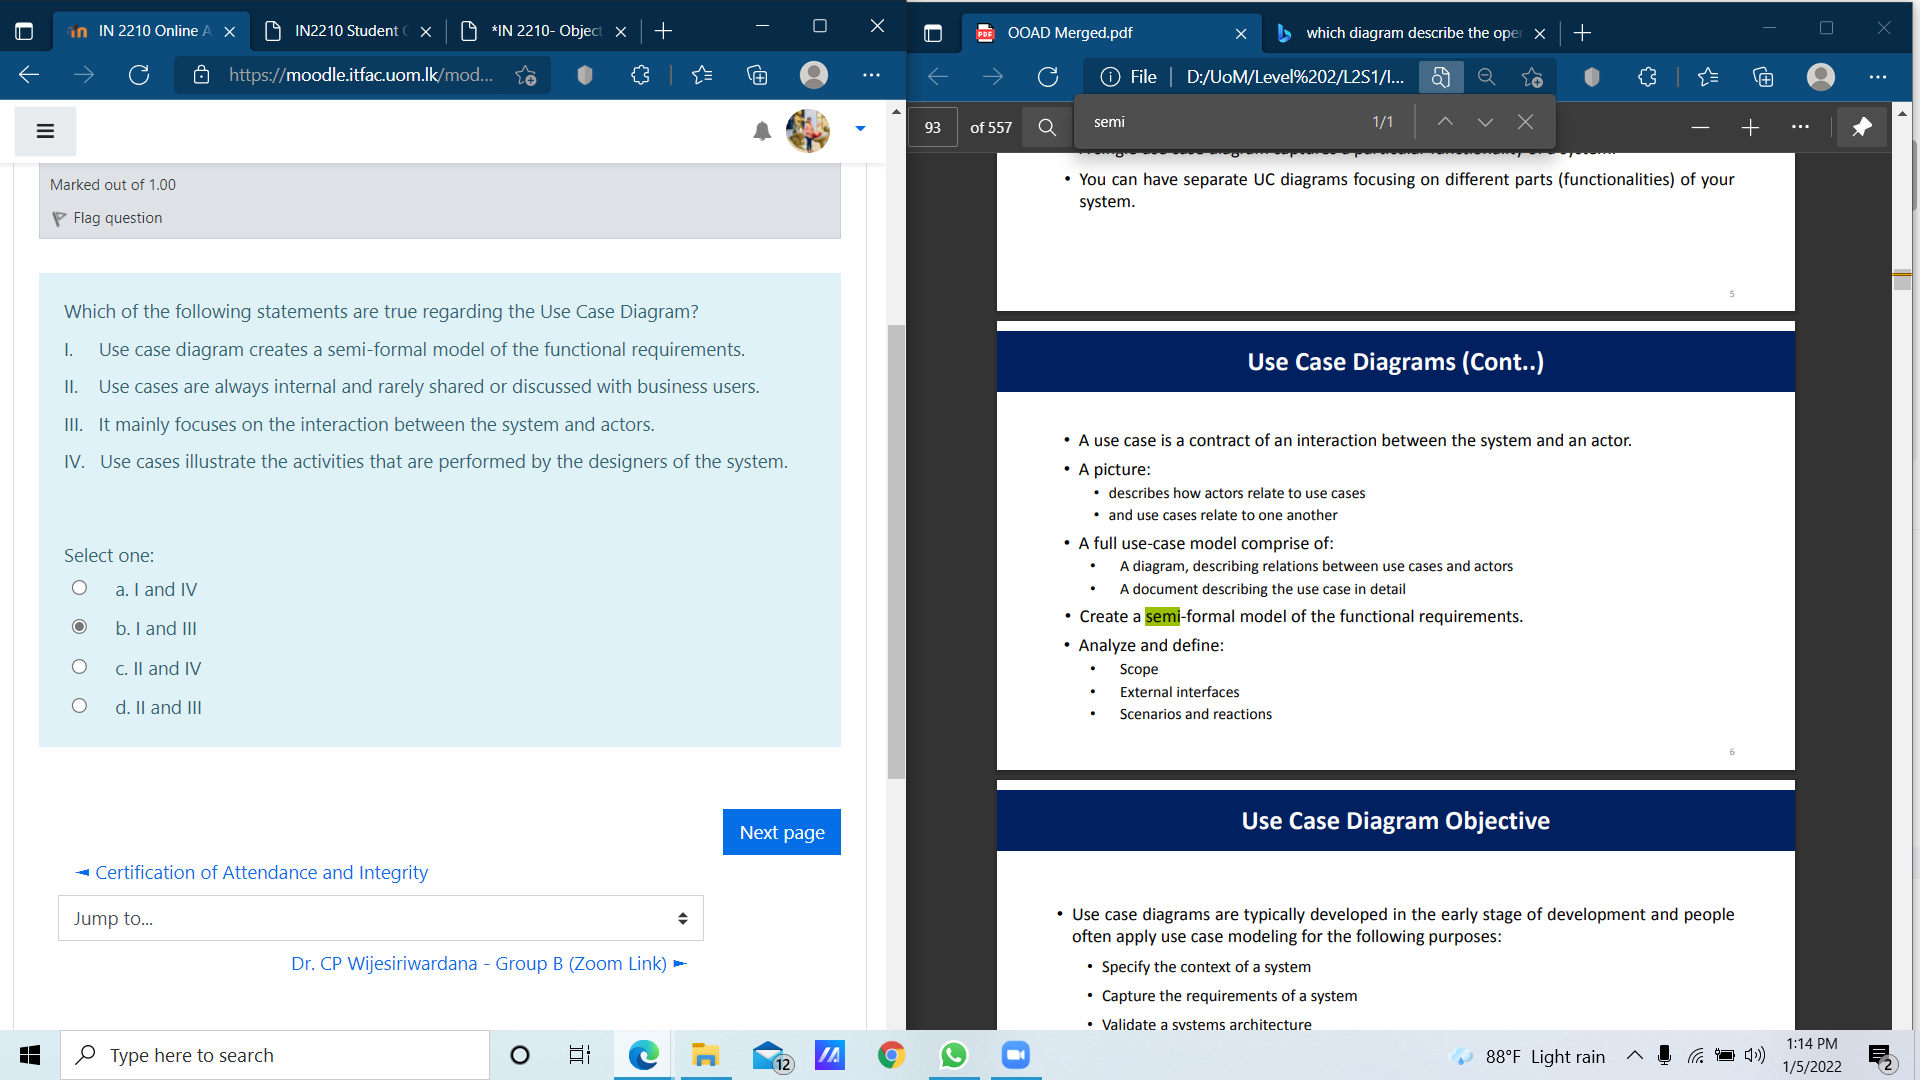 IN 2210 Online A
IN2210 Student
*IN 2210- Object
https://moodle.itfac.uom.lk/mod...
Marked out of 1.00
Flag question
Which of the following statements are true regarding the Use Case Diagram?
I. Use case diagram creates a semi-formal model of the functional requirements.
II. Use cases are always internal and rarely shared or discussed with business users.
III. It mainly focuses on the interaction between the system and actors.
IV. Use cases illustrate the activities that are performed by the designers of the system.
Select one:
a. I and IV
b. I and III
c. II and IV
d. II and III
Next page
◄ Certification of Attendance and Integrity
Jump to...
Dr. CP Wijesiriwardana - Group B (Zoom Link) ►
OOAD Merged.pdf
which diagram describe the ope
File
D:/UoM/Level%202/L2S1/I...
93
of 557
semi
1/1
• You can have separate UC diagrams focusing on different parts (functionalities) of your
system.
5
Use Case Diagrams (Cont..)
• A use case is a contract of an interaction between the system and an actor.
• A picture:
• describes how actors relate to use cases
• and use cases relate to one another
• A full use-case model comprise of:
• A diagram, describing relations between use cases and actors
• A document describing the use case in detail
• Create a semi-formal model of the functional requirements.
• Analyze and define:
• Scope
• External interfaces
• Scenarios and reactions
6
Use Case Diagram Objective
• Use case diagrams are typically developed in the early stage of development and people
often apply use case modeling for the following purposes:
• Specify the context of a system
• Capture the requirements of a system
• Validate a systems architecture
Type here to search
12
88°F Light rain
1:14 PM
1/5/2022
2